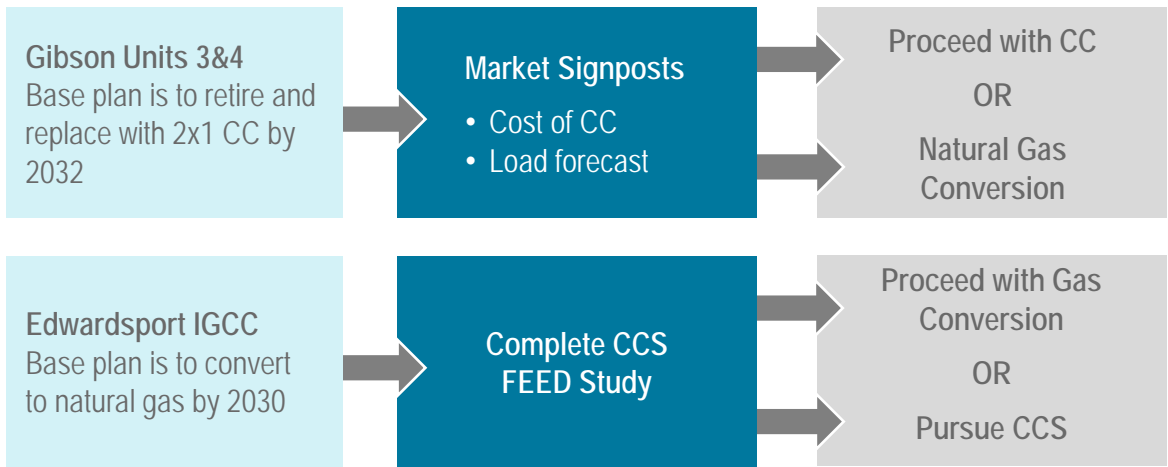 Gibson Units 3&4
Base plan is to retire and
replace with 2x1 CC by
2032
Market Signposts
• Cost of CC
• Load forecast
Proceed with CC
OR
Natural Gas
Conversion
Edwardsport IGCC
Base plan is to convert
to natural gas by 2030
Complete CCS
FEED Study
Proceed with Gas
Conversion
OR
Pursue CCS